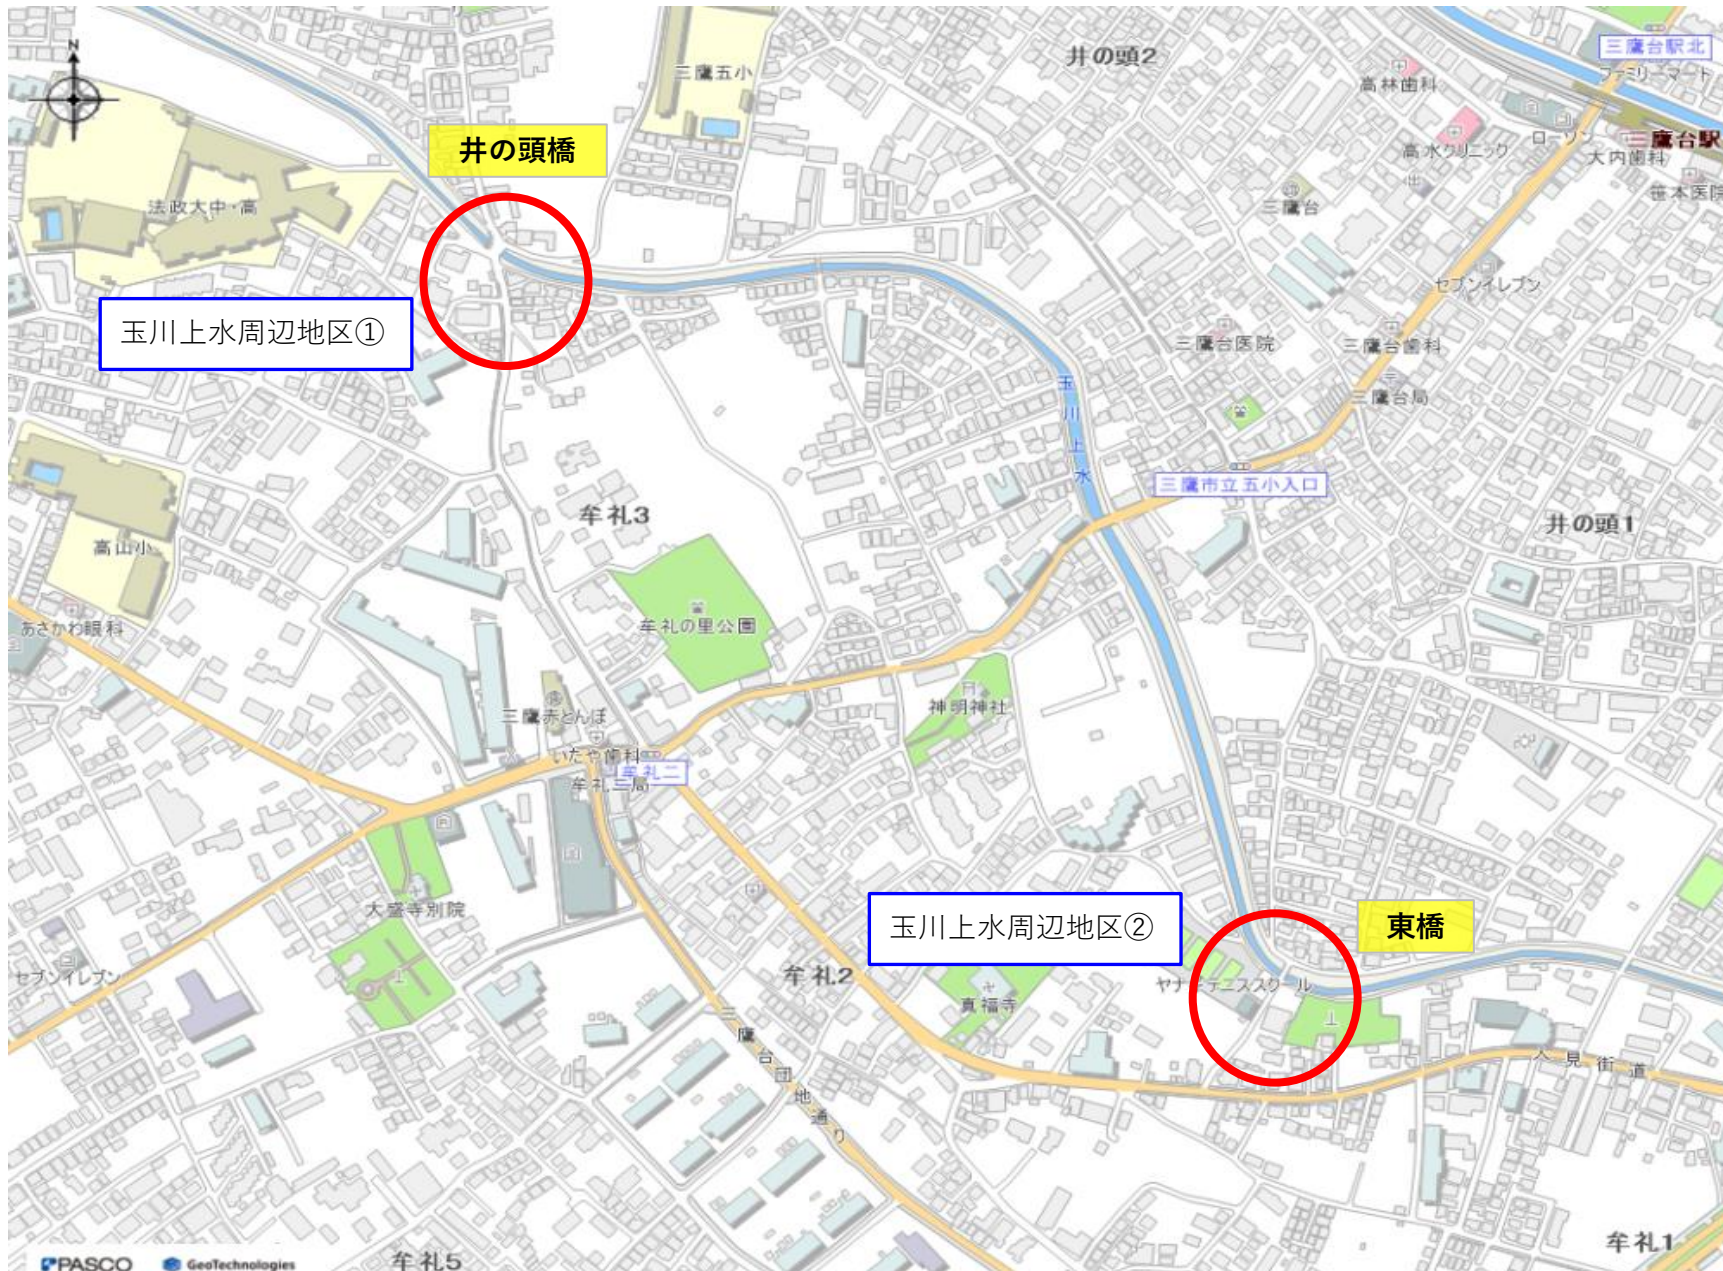 N
井の頭2
三鷹台駅北
ファミリーマート
三鷹五小
高林歯科
井の頭橋
ローソン
三鷹台駅
高水クリニック
大内歯科
笹本医院
法政大中・高
三鷹台
セブンイレブン
玉川上水周辺地区①
三鷹台医院
三鷹台歯科
三鷹台局
玉川上水
三鷹市立五小入口
牟礼3
井の頭1
高山小
あさかわ眼科
牟礼の里公園
神明神社
三鷹赤とんぼ
いたや歯科
牟礼二
牟礼二局
大盛寺別院
玉川上水周辺地区②
東橋
セブンイレブン
牟礼2
真福寺
ヤナセテニススクール
三鷹台団地通り
人見街道
牟礼1
牟礼5
PASCO
GeoTechnologies